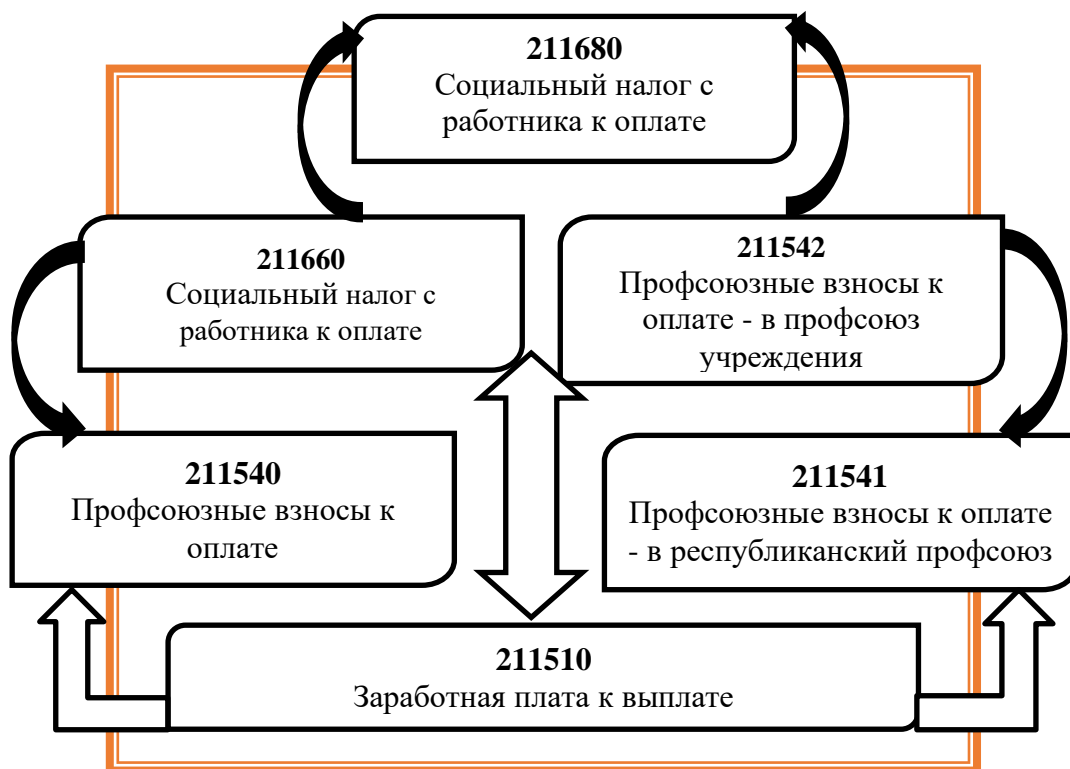 211680
Социальный налог с
работника к оплате
211660
Социальный налог с
работника к оплате
211542
Профсоюзные взносы к
оплате - в профсоюз
учреждения
211540
Профсоюзные взносы к
оплате
211541
Профсоюзные взносы к оплате
- в республиканский профсоюз
211510
Заработная плата к выплате